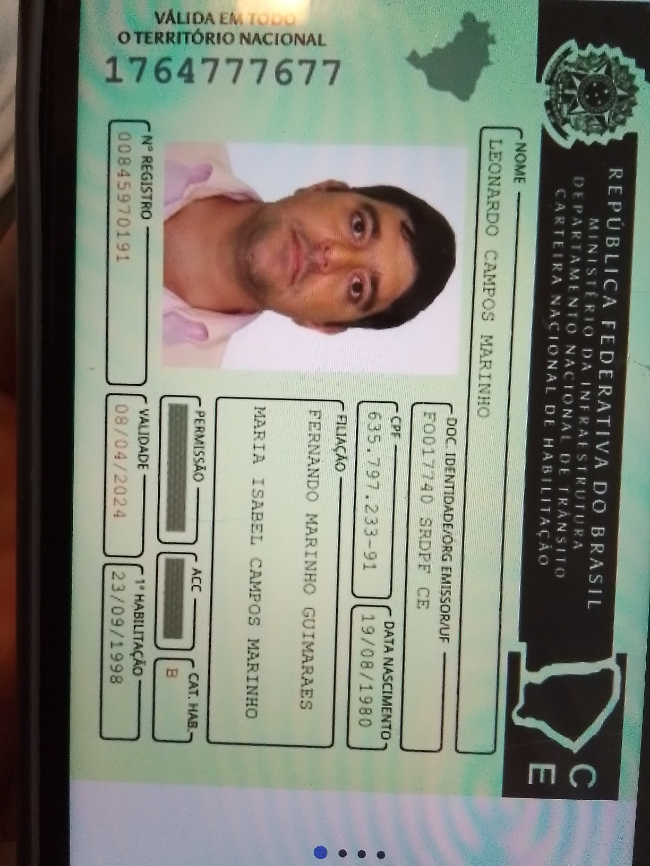 REPÚBLICA FEDERATIVA DO BRASIL
MINISTÉRIO DA INFRAESTRUTURA
DEPARTAMENTO NACIONAL DE TRÂNSITO
CARTEIRA NACIONAL DE HABILITAÇÃO
CE
VÁLIDA EM TODO
O TERRITÓRIO NACIONAL
1764777677
NOME
LEONARDO CAMPOS MARINHO
DOC. IDENTIDADE/ÓRG EMISSOR/UF
FO017740 SRDPF CE
CPF
635.797.233-91
DATA NASCIMENTO
19/08/1980
FILIAÇÃO
FERNANDO MARINHO GUIMARAES
MARIA ISABEL CAMPOS MARINHO
PERMISSÃO
ACC
CAT. HAB.
B
Nº REGISTRO
00845970191
VALIDADE
08/04/2024
1ª HABILITAÇÃO
23/09/1998